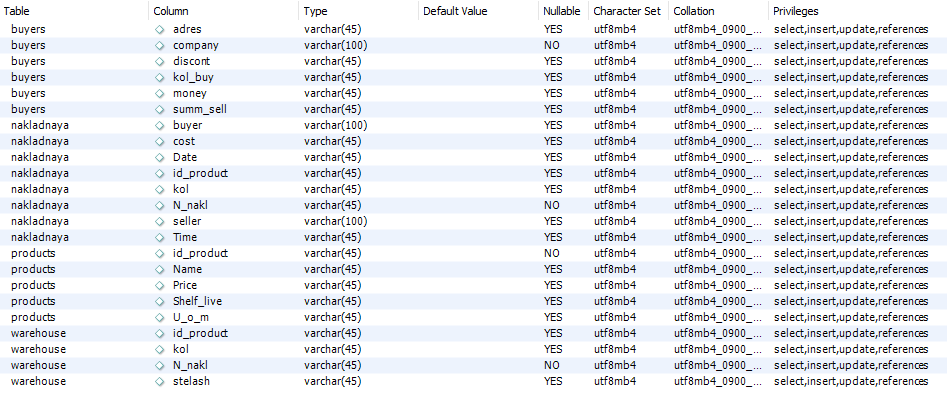 Table Column Type Default Value Nullable Character Set Collation Privileges
buyers adres varchar(45) YES utf8mb4 utf8mb4_0900_... select,insert,update,references
buyers company varchar(100) NO utf8mb4 utf8mb4_0900_... select,insert,update,references
buyers discont varchar(45) YES utf8mb4 utf8mb4_0900_... select,insert,update,references
buyers kol_buy varchar(45) YES utf8mb4 utf8mb4_0900_... select,insert,update,references
buyers money varchar(45) YES utf8mb4 utf8mb4_0900_... select,insert,update,references
buyers summ_sell varchar(45) YES utf8mb4 utf8mb4_0900_... select,insert,update,references
nakladnaya buyer varchar(100) YES utf8mb4 utf8mb4_0900_... select,insert,update,references
nakladnaya cost varchar(45) YES utf8mb4 utf8mb4_0900_... select,insert,update,references
nakladnaya Date varchar(45) YES utf8mb4 utf8mb4_0900_... select,insert,update,references
nakladnaya id_product varchar(45) YES utf8mb4 utf8mb4_0900_... select,insert,update,references
nakladnaya kol varchar(45) YES utf8mb4 utf8mb4_0900_... select,insert,update,references
nakladnaya N_nakl varchar(45) NO utf8mb4 utf8mb4_0900_... select,insert,update,references
nakladnaya seller varchar(100) YES utf8mb4 utf8mb4_0900_... select,insert,update,references
nakladnaya Time varchar(45) YES utf8mb4 utf8mb4_0900_... select,insert,update,references
products id_product varchar(45) NO utf8mb4 utf8mb4_0900_... select,insert,update,references
products Name varchar(45) YES utf8mb4 utf8mb4_0900_... select,insert,update,references
products Price varchar(45) YES utf8mb4 utf8mb4_0900_... select,insert,update,references
products Shelf_live varchar(45) YES utf8mb4 utf8mb4_0900_... select,insert,update,references
products U_o_m varchar(45) YES utf8mb4 utf8mb4_0900_... select,insert,update,references
warehouse id_product varchar(45) YES utf8mb4 utf8mb4_0900_... select,insert,update,references
warehouse kol varchar(45) YES utf8mb4 utf8mb4_0900_... select,insert,update,references
warehouse N_nakl varchar(45) NO utf8mb4 utf8mb4_0900_... select,insert,update,references
warehouse stelash varchar(45) YES utf8mb4 utf8mb4_0900_... select,insert,update,references